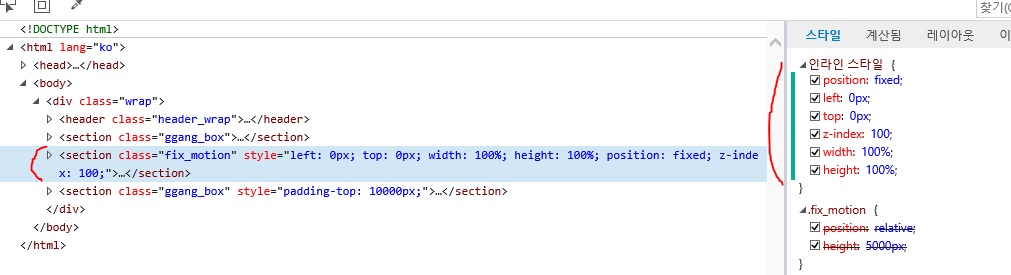 찾기(C
<!DOCTYPE html>
<html lang="ko">
<head>…</head>
<body>
<div class="wrap">
<header class="header_wrap">…</header>
<section class="ggang_box">…</section>
<section class="fix_motion" style="left: 0px; top: 0px; width: 100%; height: 100%; position: fixed; z-inde
x: 100;">…</section>
<section class="ggang_box" style="padding-top: 10000px;">…</section>
</div>
</body>
</html>
스타일 계산됨 레이아웃
인라인 스타일 {
position: fixed;
left: 0px;
top: 0px;
z-index: 100;
width: 100%;
height: 100%;
}
.fix_motion {
position: relative;
height: 5000px;
}